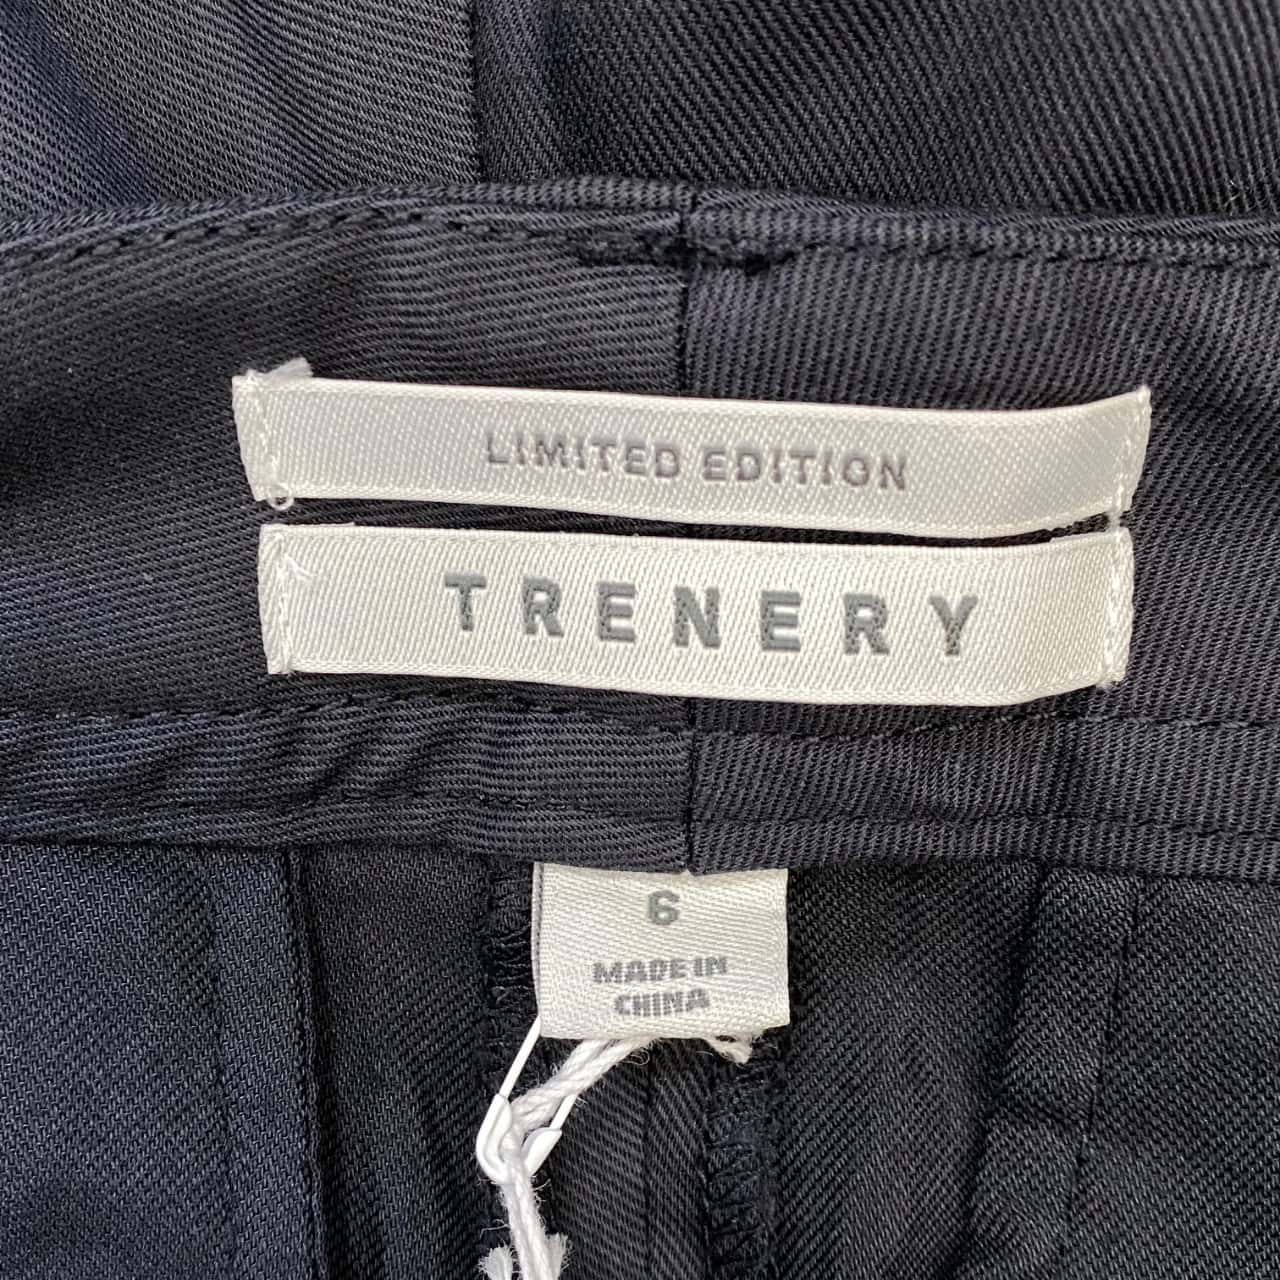 LIMITED EDITION
TRENERY
6
MADE IN
CHINA